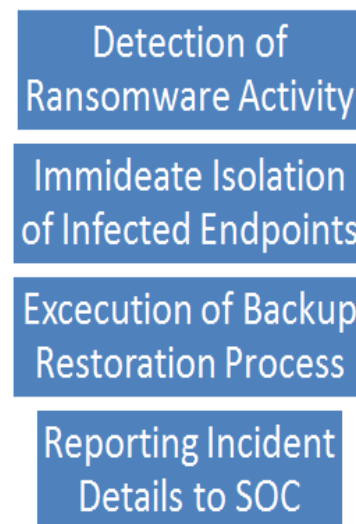 Detection of
Ransomware Activity
Immideate Isolation
of Infected Endpoints
Excecution of Backup
Restoration Process
Reporting Incident
Details to SOC